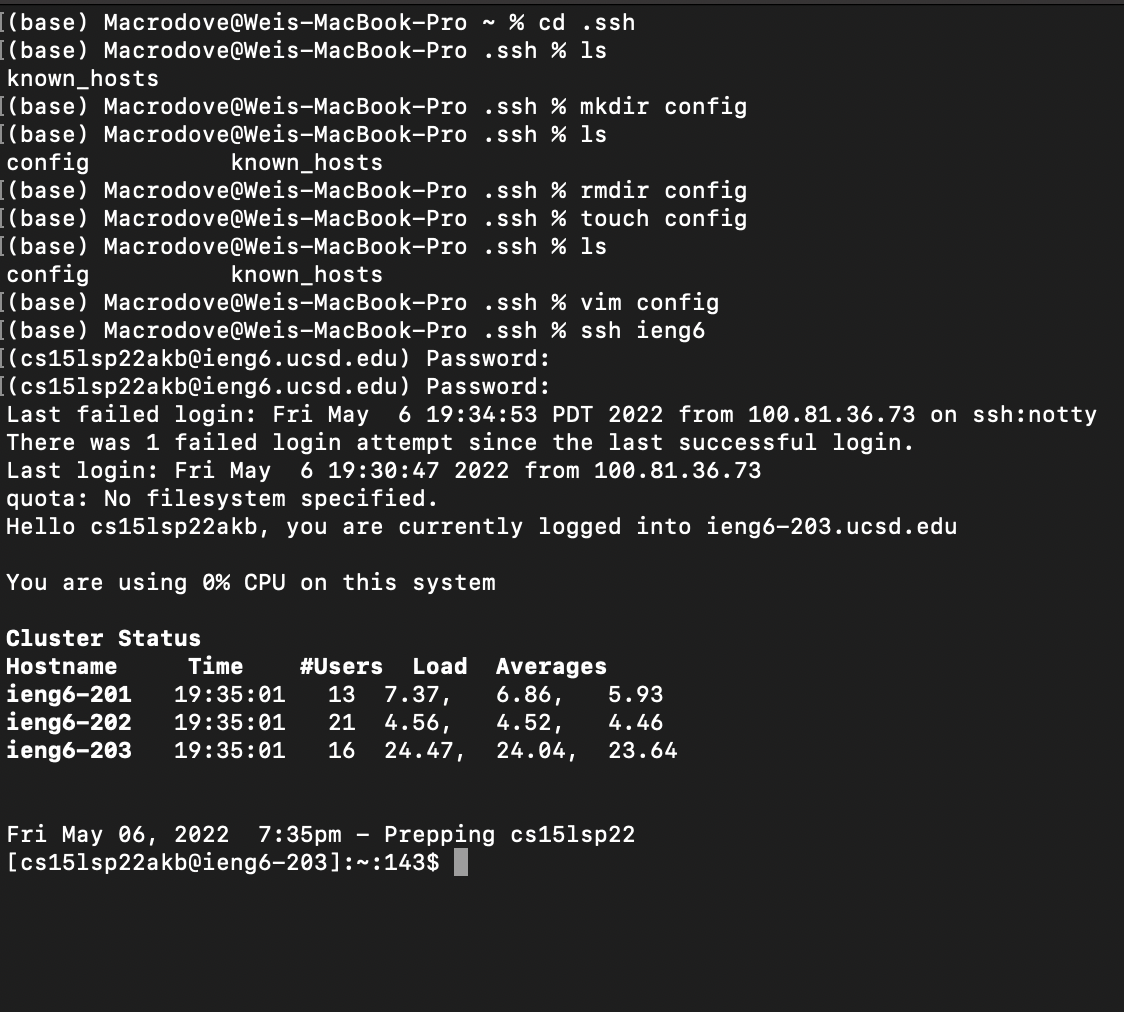 [(base) Macrodove@Weis-MacBook-Pro ~ % cd .ssh
[(base) Macrodove@Weis-MacBook-Pro .ssh % ls
known_hosts
[(base) Macrodove@Weis-MacBook-Pro .ssh % mkdir config
[(base) Macrodove@Weis-MacBook-Pro .ssh % ls
config          known_hosts
[(base) Macrodove@Weis-MacBook-Pro .ssh % rmdir config
[(base) Macrodove@Weis-MacBook-Pro .ssh % touch config
[(base) Macrodove@Weis-MacBook-Pro .ssh % ls
config          known_hosts
[(base) Macrodove@Weis-MacBook-Pro .ssh % vim config
[(base) Macrodove@Weis-MacBook-Pro .ssh % ssh ieng6
[(cs15lsp22akb@ieng6.ucsd.edu) Password:
[(cs15lsp22akb@ieng6.ucsd.edu) Password:
Last failed login: Fri May  6 19:34:53 PDT 2022 from 100.81.36.73 on ssh:notty
There was 1 failed login attempt since the last successful login.
Last login: Fri May  6 19:30:47 2022 from 100.81.36.73
quota: No filesystem specified.
Hello cs15lsp22akb, you are currently logged into ieng6-203.ucsd.edu
You are using 0% CPU on this system
Cluster Status
Hostname     Time    #Users  Load  Averages
ieng6-201   19:35:01   13  7.37,   6.86,   5.93
ieng6-202   19:35:01   21  4.56,   4.52,   4.46
ieng6-203   19:35:01   16  24.47,  24.04,  23.64
Fri May 06, 2022  7:35pm - Prepping cs15lsp22
[cs15lsp22akb@ieng6-203]:~:143$